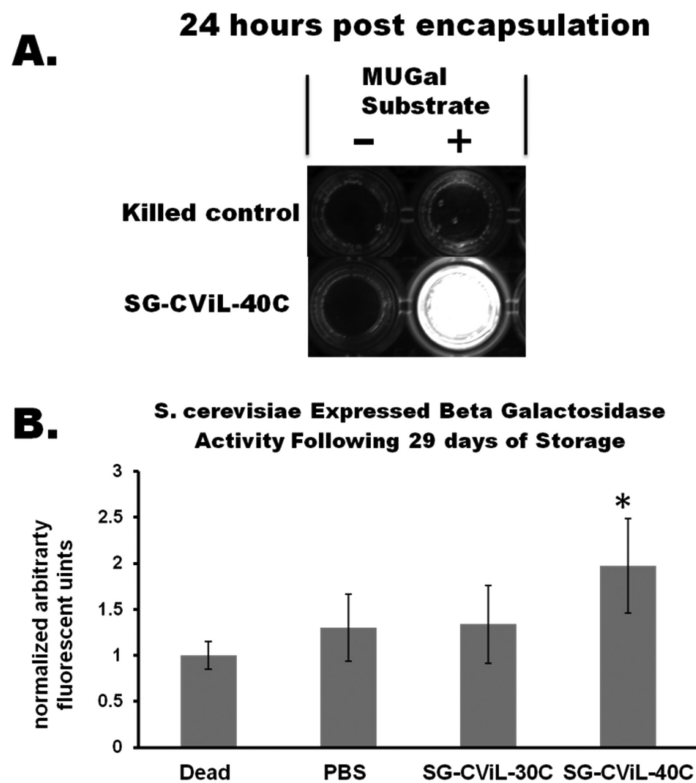 24 hours post encapsulation
A.
MUGal
Substrate
– +
Killed control
SG-CViL-40C
B.
S. cerevisiae Expressed Beta Galactosidase
Activity Following 29 days of Storage
normalized arbitrarty
fluorescent uints
3
2.5
2
1.5
1
0.5
0
*
Dead PBS SG-CViL-30C SG-CViL-40C